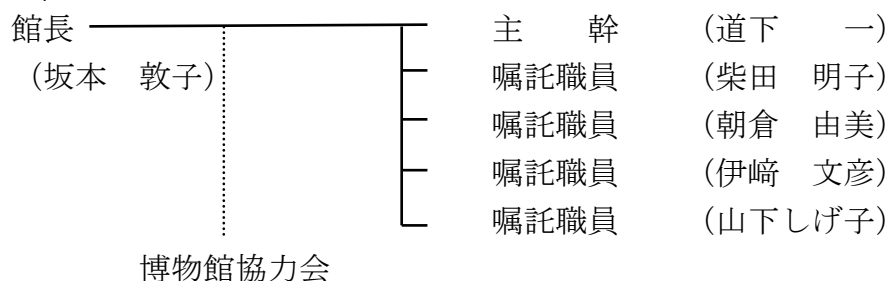 館長 主　　幹　　（道下　　一）
（坂本　敦子） 嘱託職員　　（柴田　明子）
嘱託職員　　（朝倉　由美）
嘱託職員　　（伊﨑　文彦）
嘱託職員　　（山下しげ子）
博物館協力会